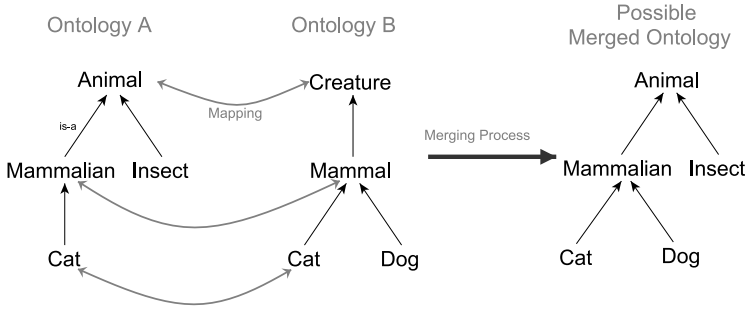 Ontology A
Ontology B
Possible
Merged Ontology
Animal
Creature
Animal
Mapping
is-a
Merging Process
Mammalian
Insect
Mammal
Mammalian
Insect
Cat
Cat
Dog
Cat
Dog